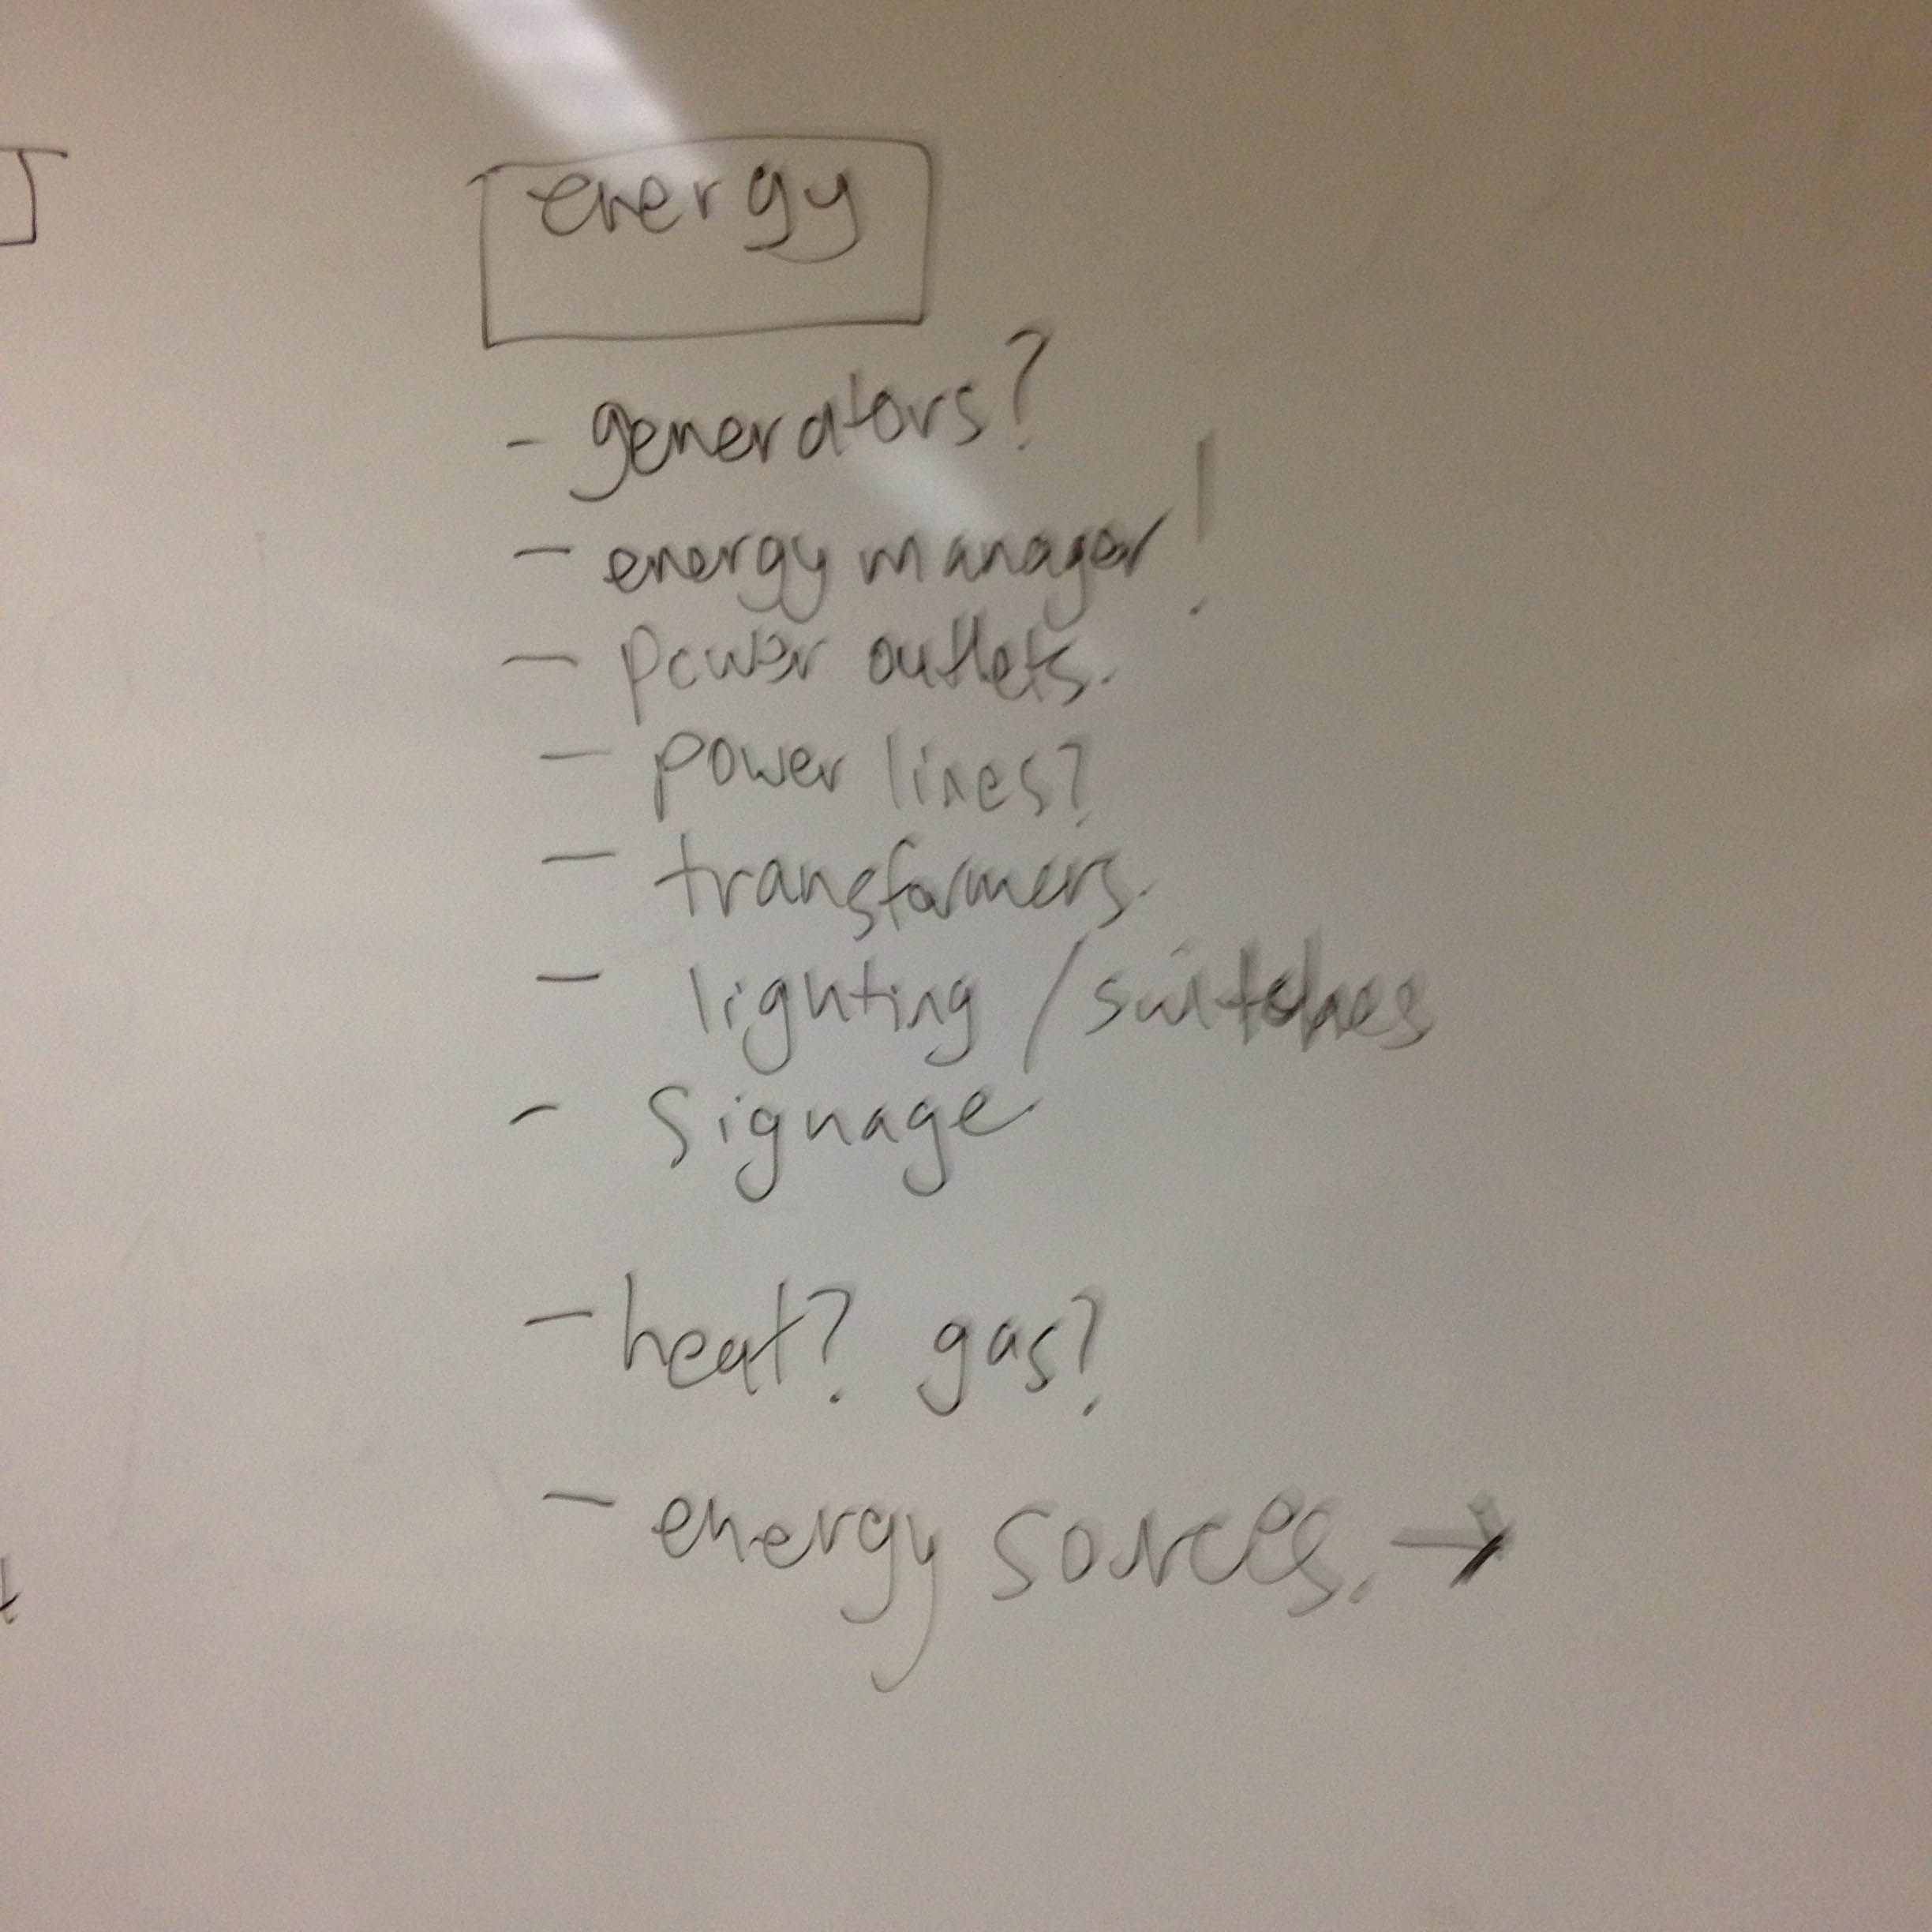 energy
- generators?
- energy manager!
- power outlets.
- power lines?
- transformers.
- lighting / switches
- signage
- heat? gas?
- energy sources. →